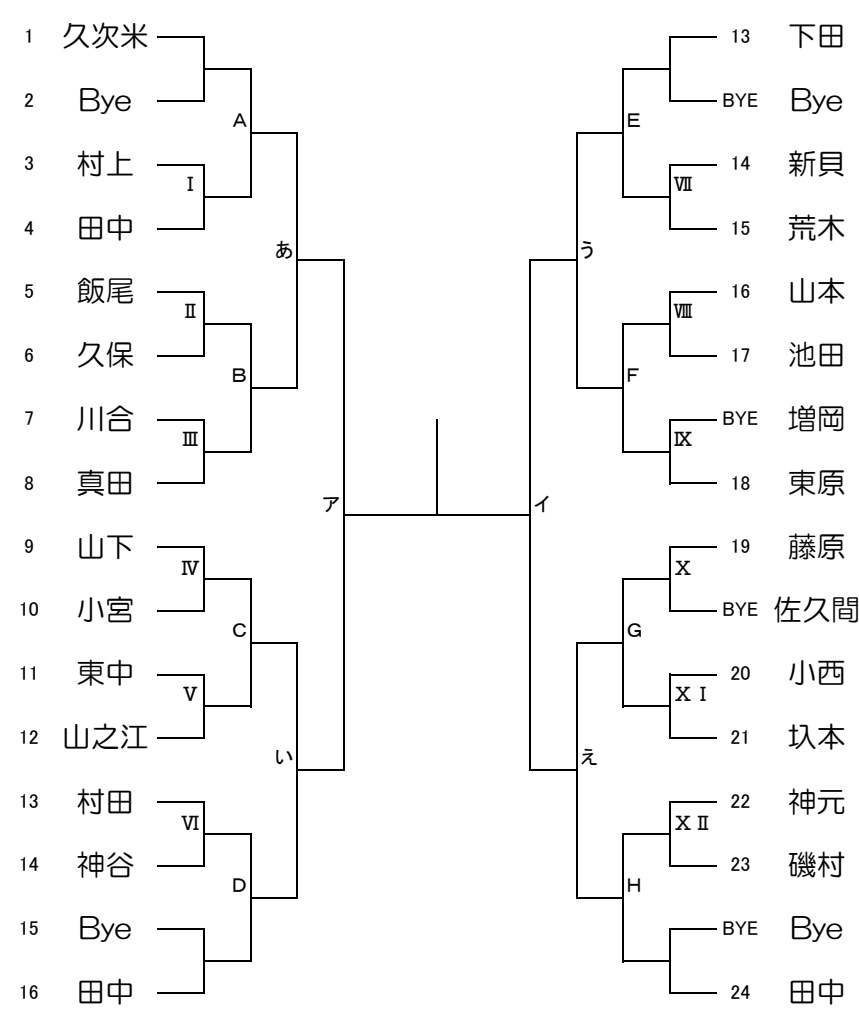 1 久次米 13 下田
2 Bye BYE Bye
A E
3 村上 14 新貝
Ⅰ Ⅶ
4 田中 15 荒木
あ う
5 飯尾 16 山本
Ⅱ Ⅷ
6 久保 17 池田
B F
7 川合 BYE 増岡
Ⅲ Ⅸ
8 真田 18 東原
ア イ
9 山下 19 藤原
Ⅳ Ⅹ
10 小宮 BYE 佐久間
C G
11 東中 20 小西
Ⅴ ⅩⅠ
12 山之江 21 圦本
い え
13 村田 22 神元
Ⅵ ⅩⅡ
14 神谷 23 磯村
D H
15 Bye BYE Bye
16 田中 24 田中